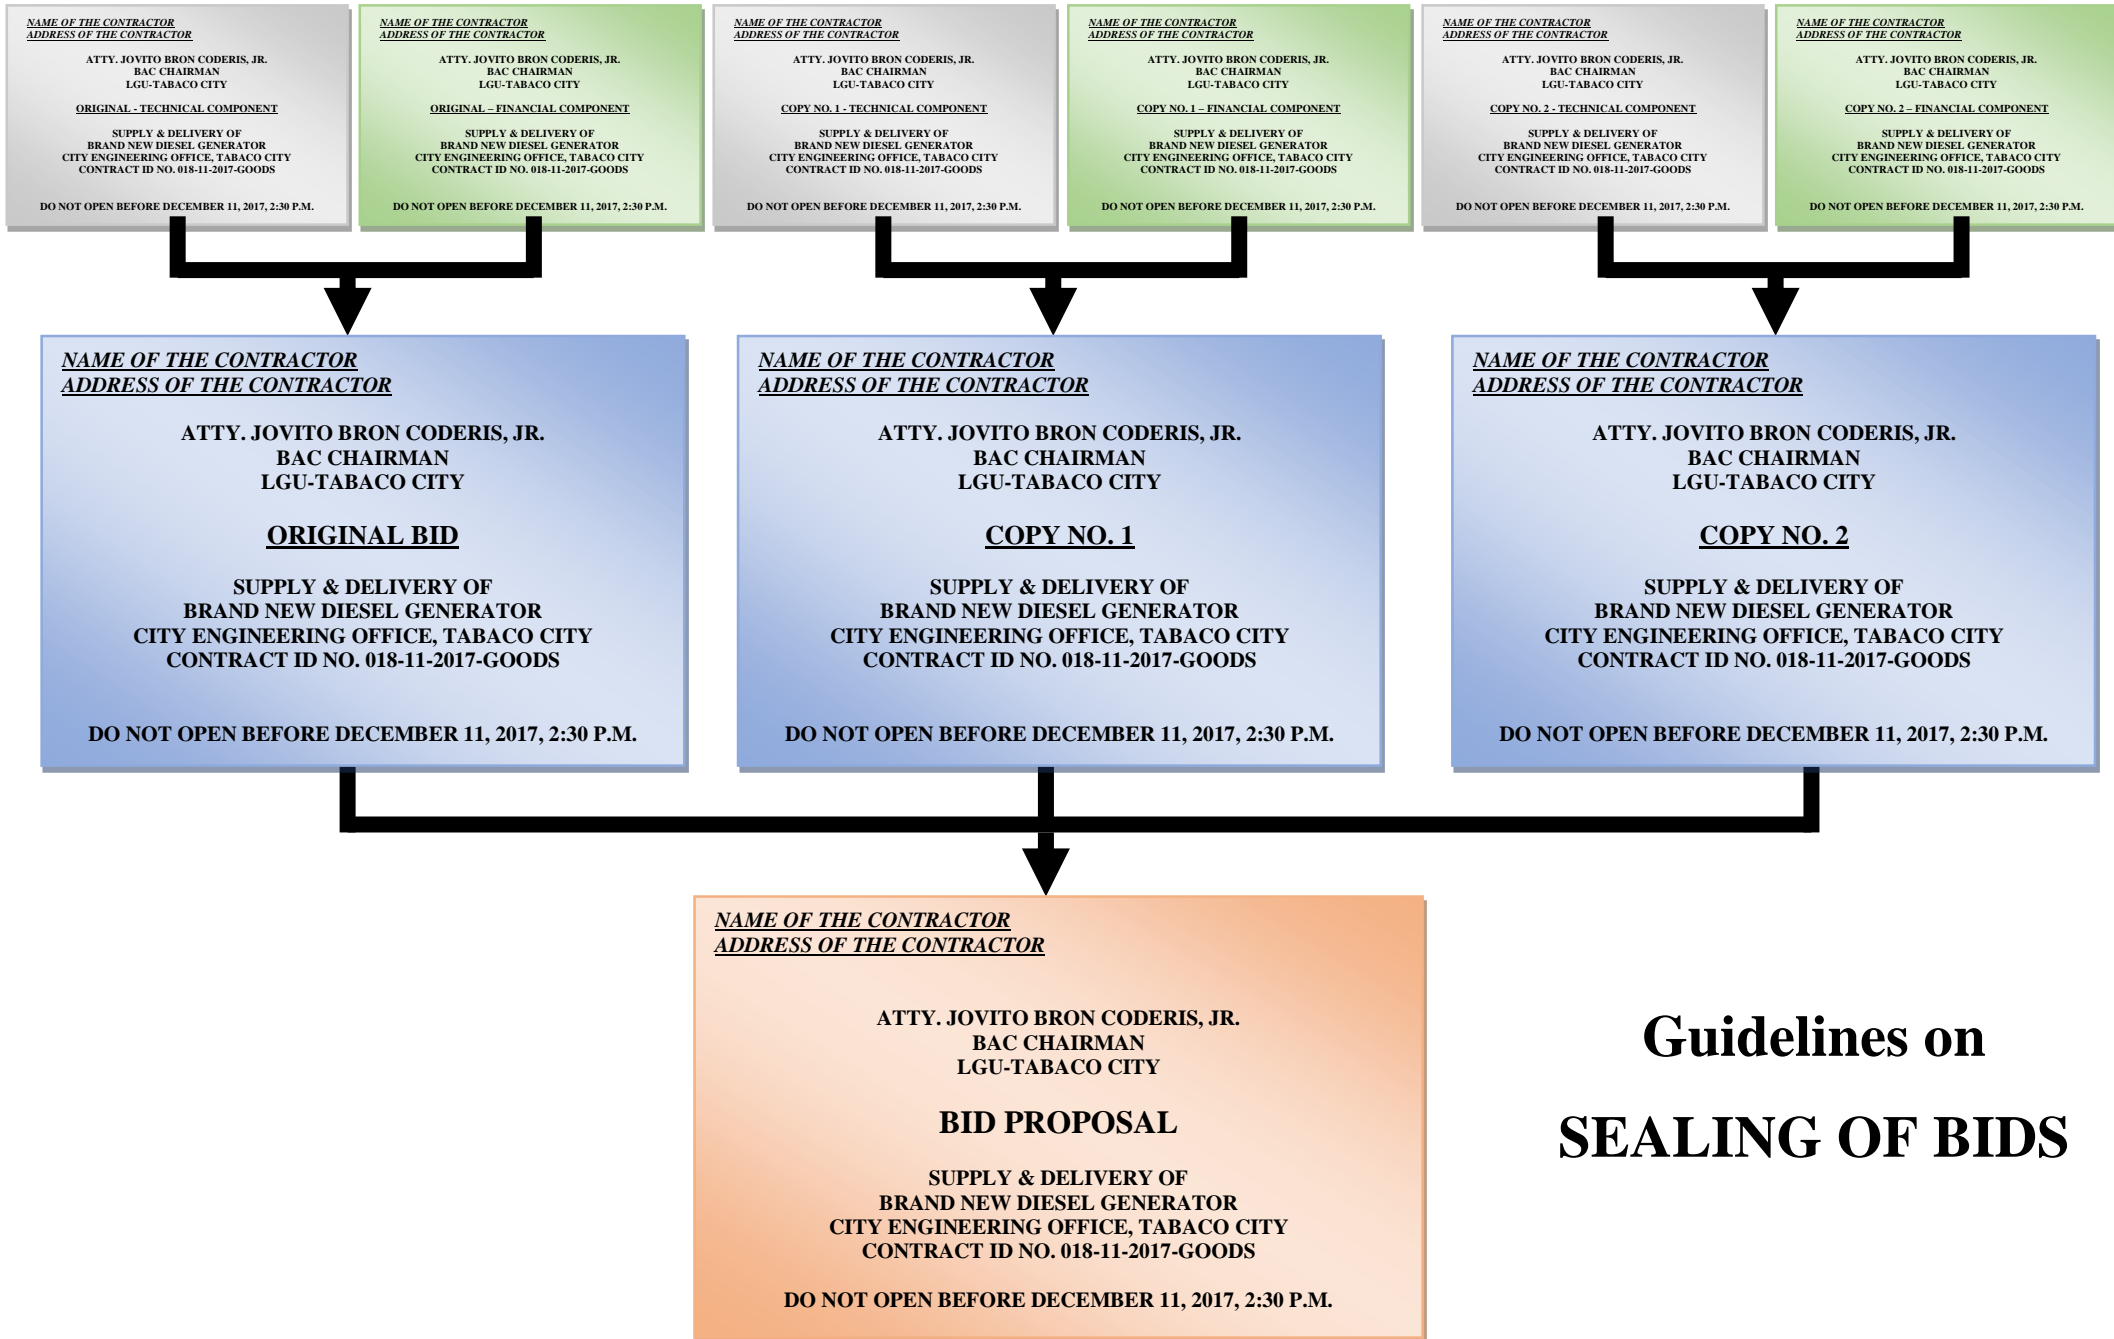 NAME OF THE CONTRACTOR
ADDRESS OF THE CONTRACTOR
ATTY. JOVITO BRON CODERIS, JR.
BAC CHAIRMAN
LGU-TABACO CITY
ORIGINAL - TECHNICAL COMPONENT
SUPPLY & DELIVERY OF
BRAND NEW DIESEL GENERATOR
CITY ENGINEERING OFFICE, TABACO CITY
CONTRACT ID NO. 018-11-2017-GOODS
DO NOT OPEN BEFORE DECEMBER 11, 2017, 2:30 P.M.
NAME OF THE CONTRACTOR
ADDRESS OF THE CONTRACTOR
ATTY. JOVITO BRON CODERIS, JR.
BAC CHAIRMAN
LGU-TABACO CITY
ORIGINAL – FINANCIAL COMPONENT
SUPPLY & DELIVERY OF
BRAND NEW DIESEL GENERATOR
CITY ENGINEERING OFFICE, TABACO CITY
CONTRACT ID NO. 018-11-2017-GOODS
DO NOT OPEN BEFORE DECEMBER 11, 2017, 2:30 P.M.
NAME OF THE CONTRACTOR
ADDRESS OF THE CONTRACTOR
ATTY. JOVITO BRON CODERIS, JR.
BAC CHAIRMAN
LGU-TABACO CITY
COPY NO. 1 - TECHNICAL COMPONENT
SUPPLY & DELIVERY OF
BRAND NEW DIESEL GENERATOR
CITY ENGINEERING OFFICE, TABACO CITY
CONTRACT ID NO. 018-11-2017-GOODS
DO NOT OPEN BEFORE DECEMBER 11, 2017, 2:30 P.M.
NAME OF THE CONTRACTOR
ADDRESS OF THE CONTRACTOR
ATTY. JOVITO BRON CODERIS, JR.
BAC CHAIRMAN
LGU-TABACO CITY
COPY NO. 1 – FINANCIAL COMPONENT
SUPPLY & DELIVERY OF
BRAND NEW DIESEL GENERATOR
CITY ENGINEERING OFFICE, TABACO CITY
CONTRACT ID NO. 018-11-2017-GOODS
DO NOT OPEN BEFORE DECEMBER 11, 2017, 2:30 P.M.
NAME OF THE CONTRACTOR
ADDRESS OF THE CONTRACTOR
ATTY. JOVITO BRON CODERIS, JR.
BAC CHAIRMAN
LGU-TABACO CITY
COPY NO. 2 - TECHNICAL COMPONENT
SUPPLY & DELIVERY OF
BRAND NEW DIESEL GENERATOR
CITY ENGINEERING OFFICE, TABACO CITY
CONTRACT ID NO. 018-11-2017-GOODS
DO NOT OPEN BEFORE DECEMBER 11, 2017, 2:30 P.M.
NAME OF THE CONTRACTOR
ADDRESS OF THE CONTRACTOR
ATTY. JOVITO BRON CODERIS, JR.
BAC CHAIRMAN
LGU-TABACO CITY
COPY NO. 2 – FINANCIAL COMPONENT
SUPPLY & DELIVERY OF
BRAND NEW DIESEL GENERATOR
CITY ENGINEERING OFFICE, TABACO CITY
CONTRACT ID NO. 018-11-2017-GOODS
DO NOT OPEN BEFORE DECEMBER 11, 2017, 2:30 P.M.
NAME OF THE CONTRACTOR
ADDRESS OF THE CONTRACTOR
ATTY. JOVITO BRON CODERIS, JR.
BAC CHAIRMAN
LGU-TABACO CITY
ORIGINAL BID
SUPPLY & DELIVERY OF
BRAND NEW DIESEL GENERATOR
CITY ENGINEERING OFFICE, TABACO CITY
CONTRACT ID NO. 018-11-2017-GOODS
DO NOT OPEN BEFORE DECEMBER 11, 2017, 2:30 P.M.
NAME OF THE CONTRACTOR
ADDRESS OF THE CONTRACTOR
ATTY. JOVITO BRON CODERIS, JR.
BAC CHAIRMAN
LGU-TABACO CITY
COPY NO. 1
SUPPLY & DELIVERY OF
BRAND NEW DIESEL GENERATOR
CITY ENGINEERING OFFICE, TABACO CITY
CONTRACT ID NO. 018-11-2017-GOODS
DO NOT OPEN BEFORE DECEMBER 11, 2017, 2:30 P.M.
NAME OF THE CONTRACTOR
ADDRESS OF THE CONTRACTOR
ATTY. JOVITO BRON CODERIS, JR.
BAC CHAIRMAN
LGU-TABACO CITY
COPY NO. 2
SUPPLY & DELIVERY OF
BRAND NEW DIESEL GENERATOR
CITY ENGINEERING OFFICE, TABACO CITY
CONTRACT ID NO. 018-11-2017-GOODS
DO NOT OPEN BEFORE DECEMBER 11, 2017, 2:30 P.M.
NAME OF THE CONTRACTOR
ADDRESS OF THE CONTRACTOR
ATTY. JOVITO BRON CODERIS, JR.
BAC CHAIRMAN
LGU-TABACO CITY
BID PROPOSAL
SUPPLY & DELIVERY OF
BRAND NEW DIESEL GENERATOR
CITY ENGINEERING OFFICE, TABACO CITY
CONTRACT ID NO. 018-11-2017-GOODS
DO NOT OPEN BEFORE DECEMBER 11, 2017, 2:30 P.M.
Guidelines on
SEALING OF BIDS